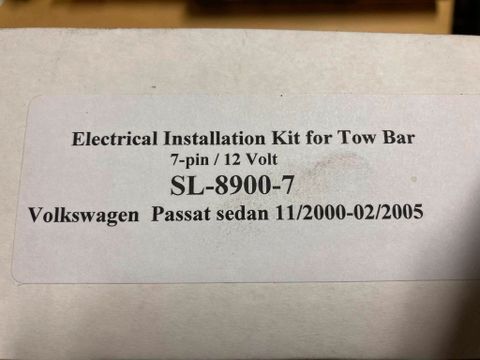 Electrical Installation Kit for Tow Bar
7-pin / 12 Volt
SL-8900-7
Volkswagen Passat sedan 11/2000-02/2005